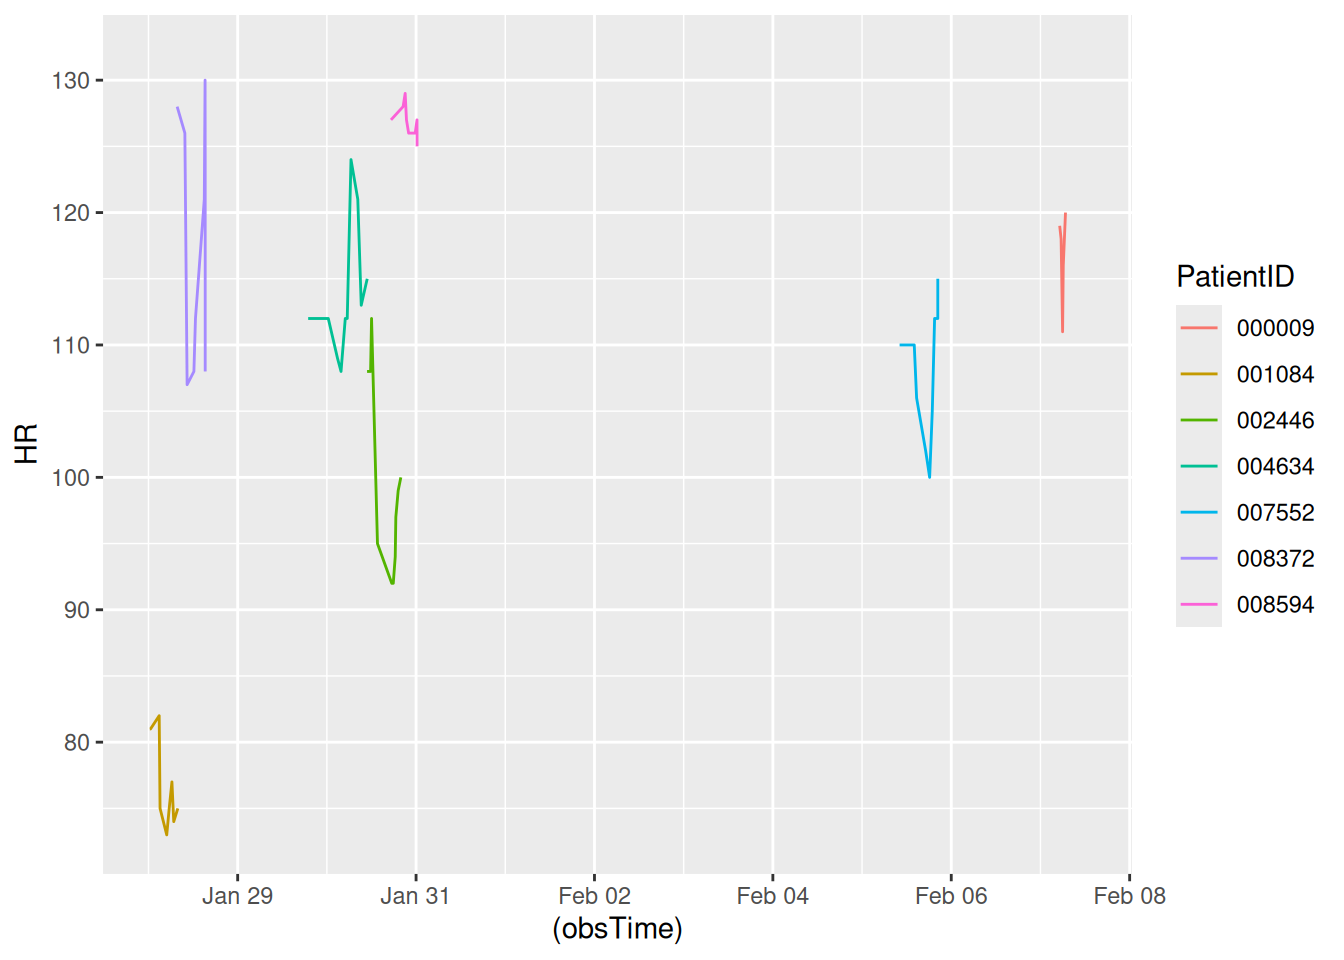 130
120
110
100
90
80
HR
Jan 29
Jan 31
Feb 02
Feb 04
Feb 06
Feb 08
(obsTime)
PatientID
000009
001084
002446
004634
007552
008372
008594